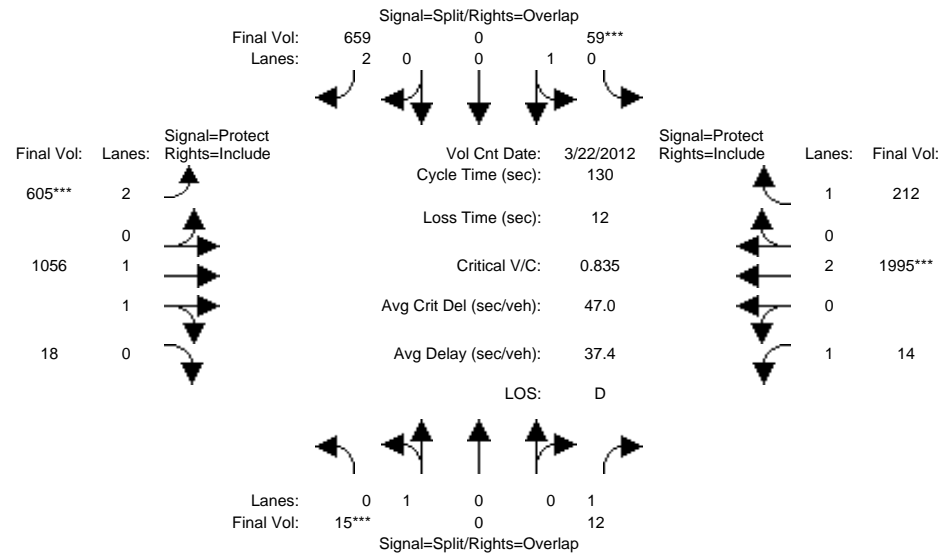 Signal=Split/Rights=Overlap
Final Vol: 659 0 59***
Lanes: 2 0 0 1 0
Signal=Protect Signal=Protect
Final Vol: Lanes: Rights=Include Vol Cnt Date: 3/22/2012 Rights=Include Lanes: Final Vol:
Cycle Time (sec): 130
605*** 2 1 212
Loss Time (sec): 12
0 0
1056 1 Critical V/C: 0.835 2 1995***
1 Avg Crit Del (sec/veh): 47.0 0
18 0 Avg Delay (sec/veh): 37.4 1 14
LOS: D
Lanes: 0 1 0 0 1
Final Vol: 15*** 0 12
Signal=Split/Rights=Overlap